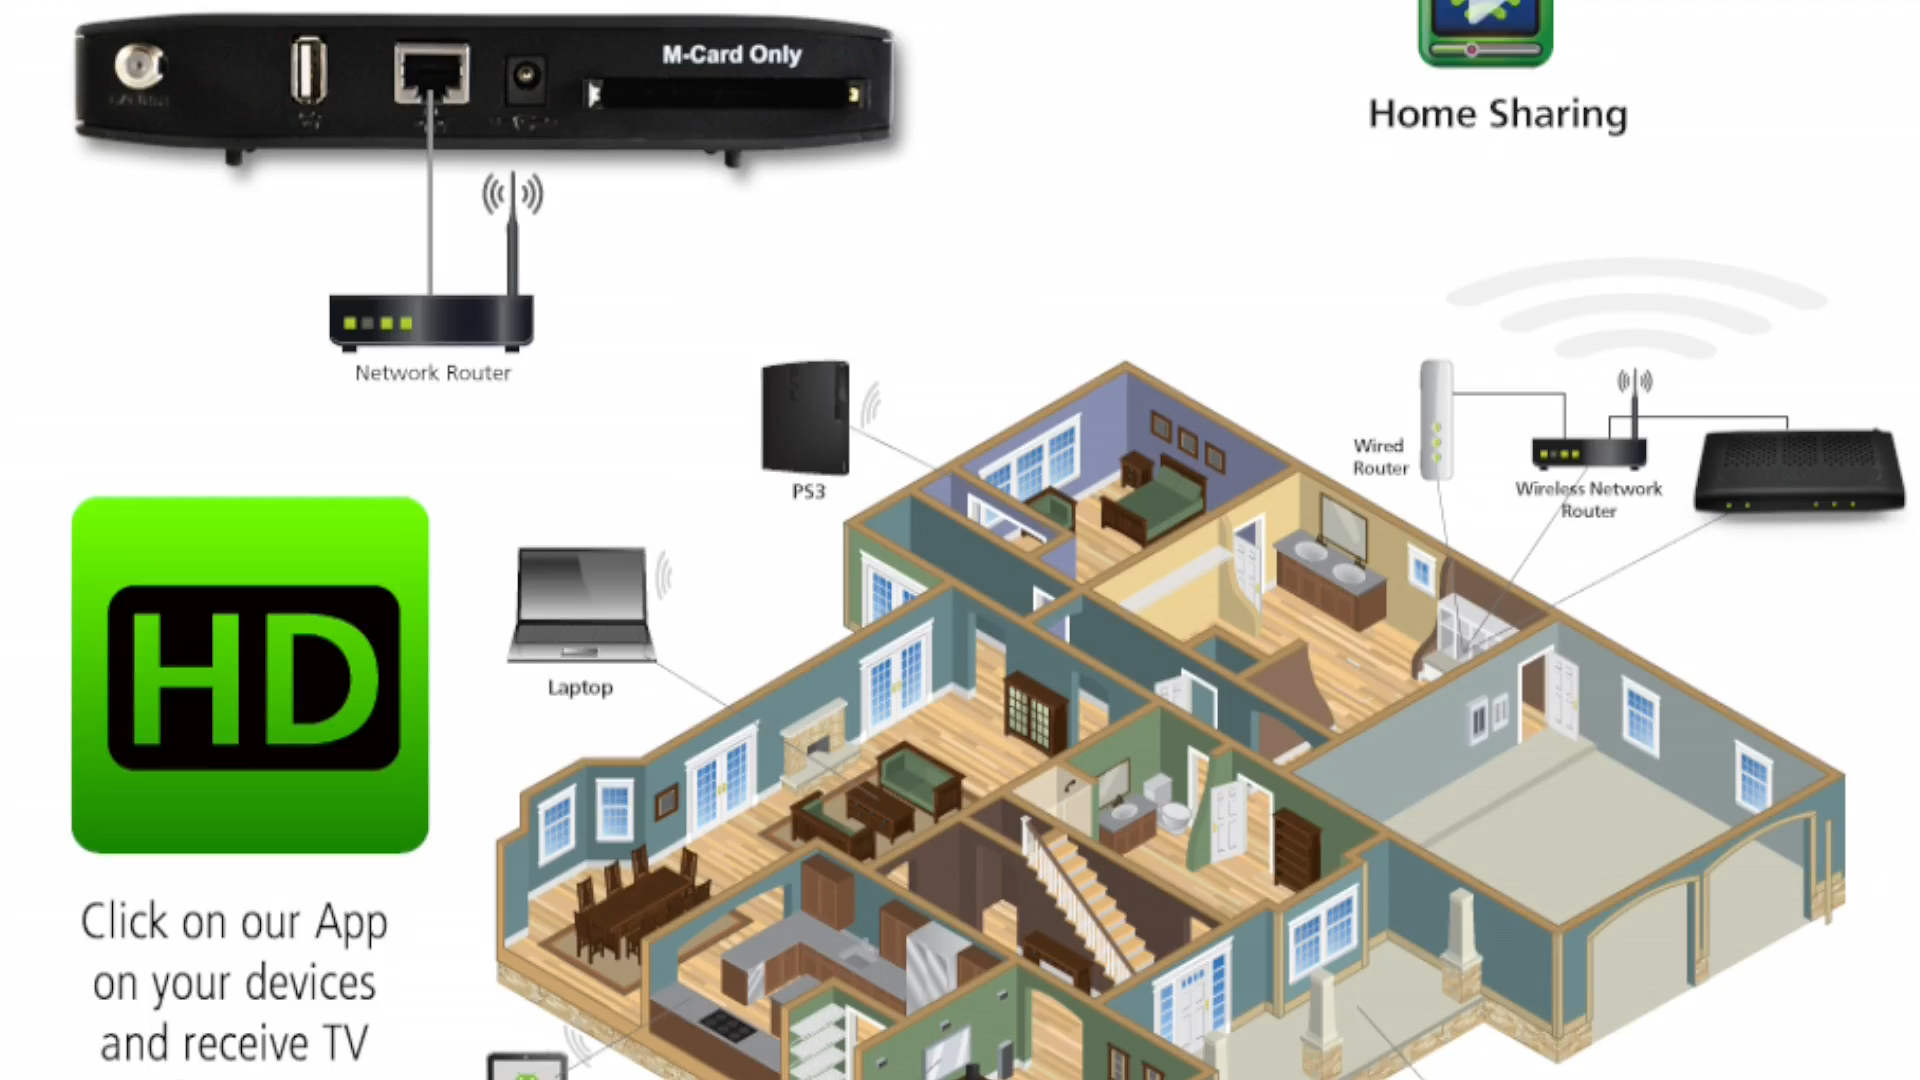 M-Card Only
Home Sharing
Network Router
PS3
Wired
Router
Wireless Network
Router
Laptop
HD
Click on our App
on your devices
and receive TV